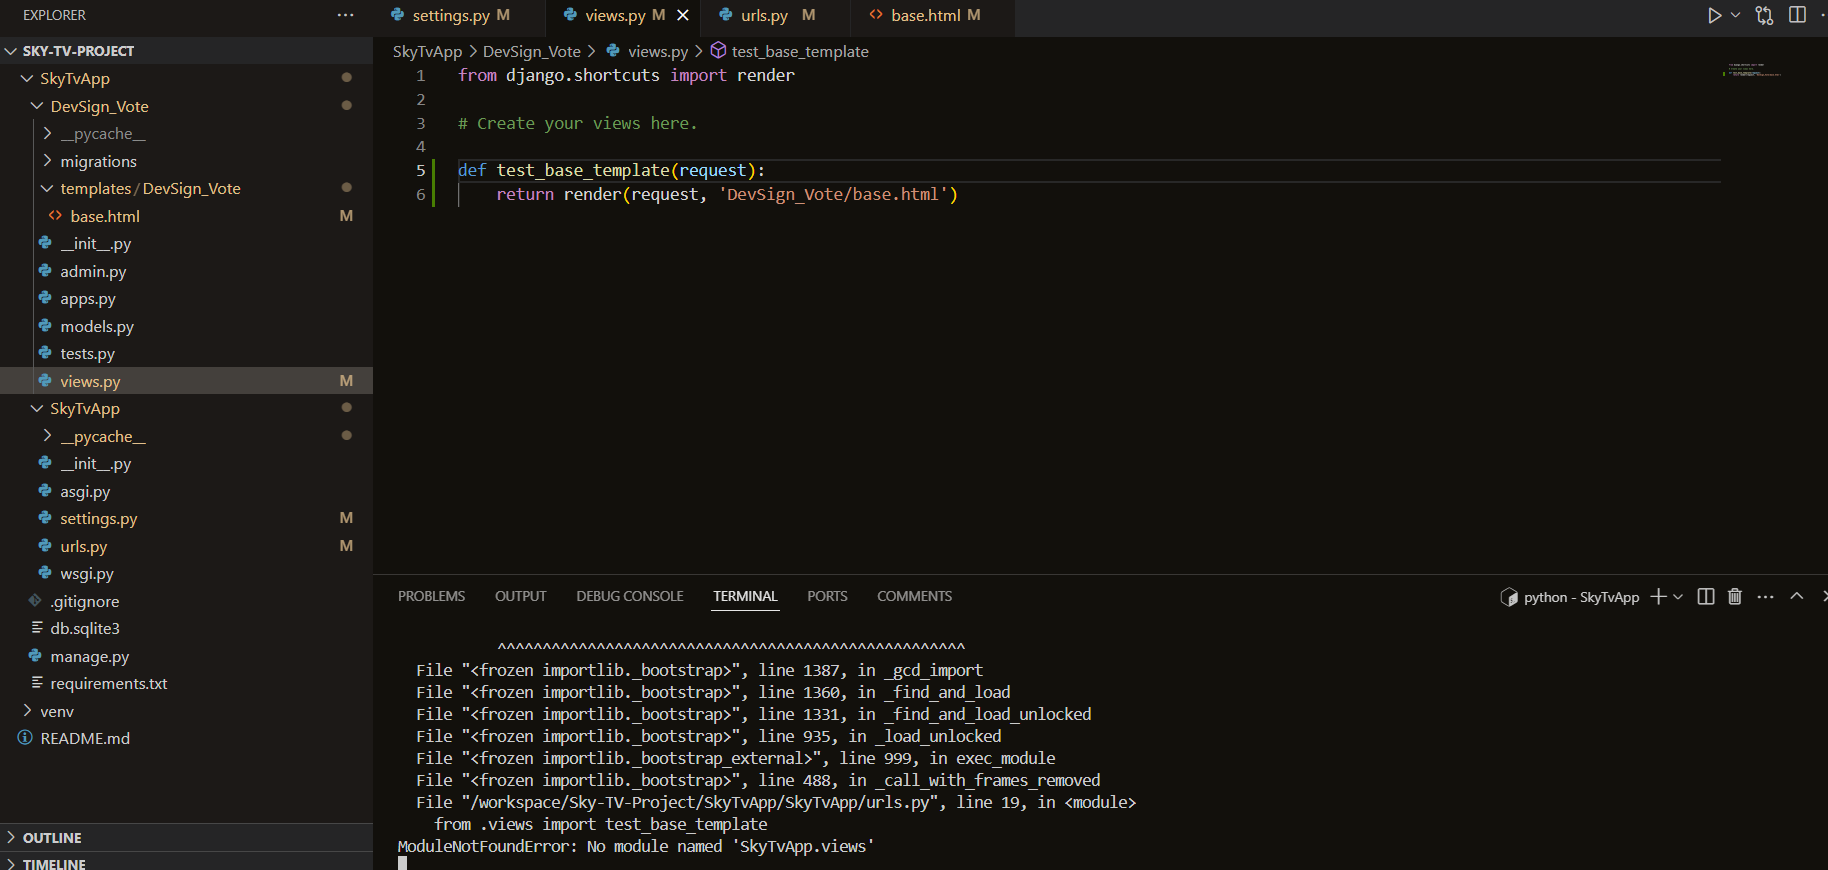 EXPLORER
···
SKY-TV-PROJECT
SkyTvApp
DevSign_Vote
__pycache__
migrations
templates/DevSign_Vote
base.html M
__init__.py
admin.py
apps.py
models.py
tests.py
views.py M
SkyTvApp
__pycache__
__init__.py
asgi.py
settings.py M
urls.py M
wsgi.py
.gitignore
db.sqlite3
manage.py
requirements.txt
venv
README.md
OUTLINE
TIMELINE
settings.py M
views.py M
urls.py M
base.html M
SkyTvApp > DevSign_Vote > views.py > test_base_template
1 from django.shortcuts import render
2
3 # Create your views here.
4
5 def test_base_template(request):
6 return render(request, 'DevSign_Vote/base.html')
PROBLEMS OUTPUT DEBUG CONSOLE TERMINAL PORTS COMMENTS
python - SkyTvApp
^^^^^^^^^^^^^^^^^^^^^^^^^^^^^^^^^^^^^^^^^^^^^^^^^^^^
File "<frozen importlib._bootstrap>", line 1387, in _gcd_import
File "<frozen importlib._bootstrap>", line 1360, in _find_and_load
File "<frozen importlib._bootstrap>", line 1331, in _find_and_load_unlocked
File "<frozen importlib._bootstrap>", line 935, in _load_unlocked
File "<frozen importlib._bootstrap_external>", line 999, in exec_module
File "<frozen importlib._bootstrap>", line 488, in _call_with_frames_removed
File "/workspace/Sky-TV-Project/SkyTvApp/SkyTvApp/urls.py", line 19, in <module>
from .views import test_base_template
ModuleNotFoundError: No module named 'SkyTvApp.views'